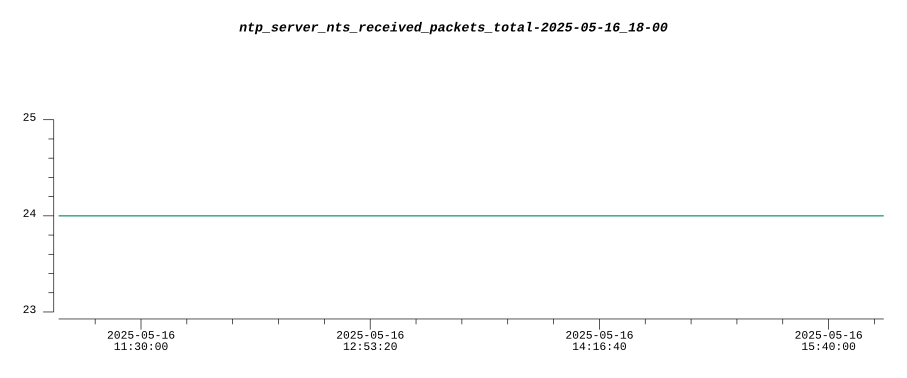 ntp_server_nts_received_packets_total-2025-05-16_18-00
25
24
23
2025-05-16 2025-05-16 2025-05-16 2025-05-16
11:30:00 12:53:20 14:16:40 15:40:00